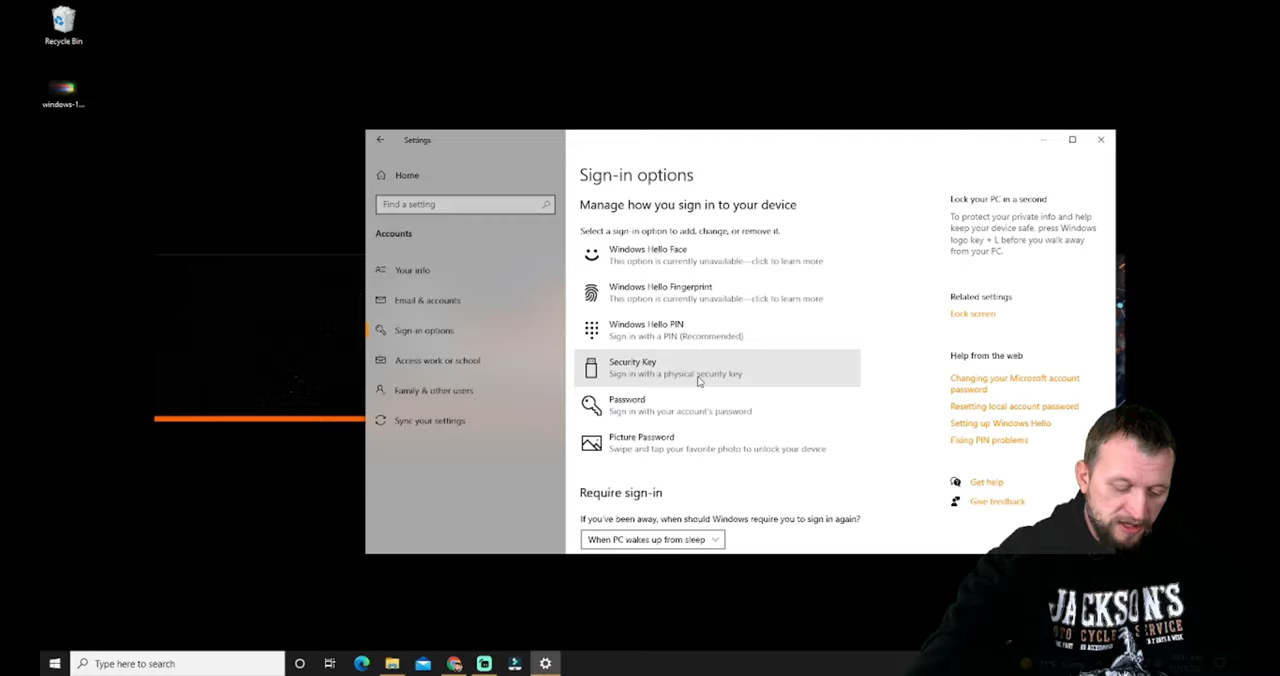 Recycle Bin
windows-1...
Settings
Home
Find a setting
Accounts
Your info
Email & accounts
Sign-in options
Access work or school
Family & other users
Sync your settings
Sign-in options
Manage how you sign in to your device
Select a sign-in option to add, change, or remove it.
Windows Hello Face
This option is currently unavailable—click to learn more
Windows Hello Fingerprint
This option is currently unavailable—click to learn more
Windows Hello PIN
Sign in with a PIN (Recommended)
Security Key
Sign in with a physical security key
Password
Sign in with your account's password
Picture Password
Swipe and tap your favorite photo to unlock your device
Require sign-in
If you've been away, when should Windows require you to sign in again?
When PC wakes up from sleep
Lock your PC in a second
To protect your private info and help
keep your device safe, press Windows
logo key + L before you walk away
from your PC.
Related settings
Lock screen
Help from the web
Changing your Microsoft account
password
Resetting local account password
Setting up Windows Hello
Fixing PIN problems
Get help
Give feedback
JACKSON'S
CYCLE SERVICE
Type here to search